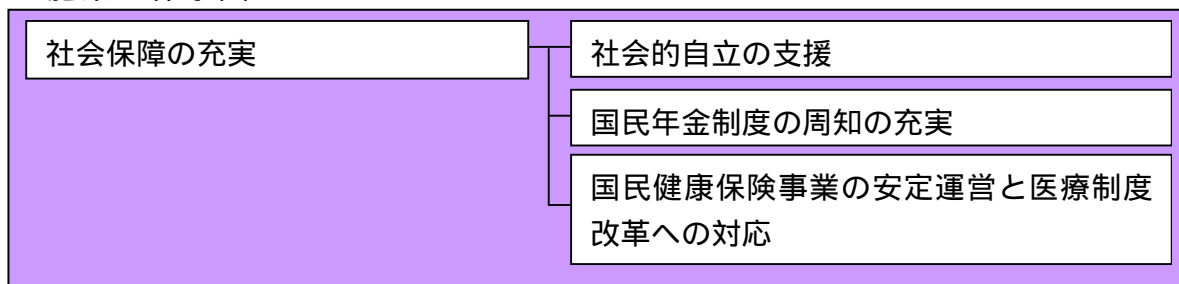 社会保障の充実
社会的自立の支援
国民年金制度の周知の充実
国民健康保険事業の安定運営と医療制度
改革への対応